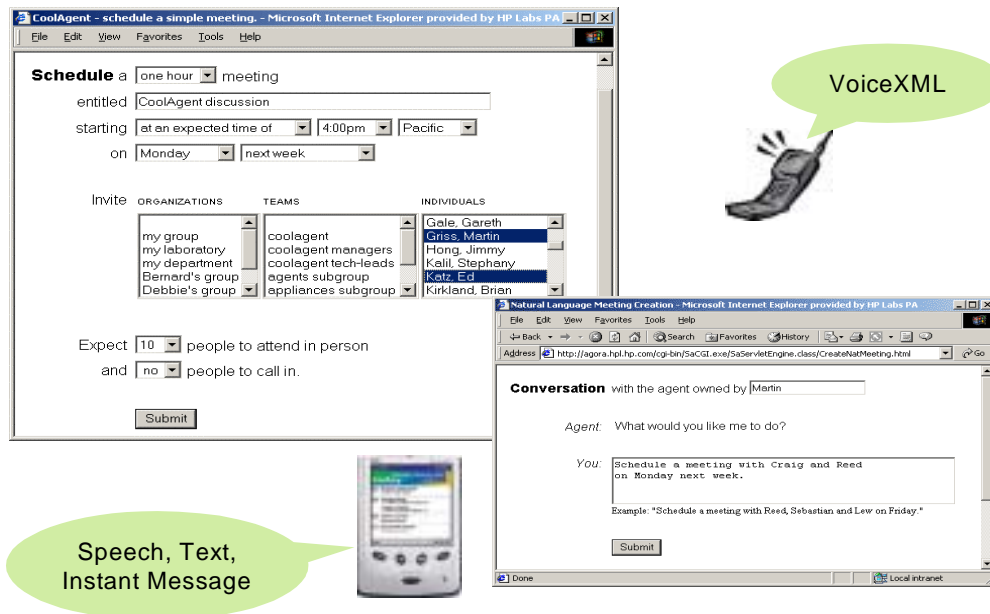 CoolAgent - schedule a simple meeting. - Microsoft Internet Explorer provided by HP Labs PA
File Edit View Favorites Tools Help
Schedule a one hour meeting
entitled CoolAgent discussion
starting at an expected time of 4:00pm Pacific
on Monday next week
Invite ORGANIZATIONS TEAMS INDIVIDUALS
Gale, Gareth
my group coolagent Griss, Martin
my laboratory coolagent managers Hong, Jimmy
my department coolagent tech-leads Kalil, Stephany
Bernard's group agents subgroup Katz, Ed
Debbie's group appliances subgroup Kirkland, Brian
Expect 10 people to attend in person
and no people to call in.
Submit
VoiceXML
Natural Language Meeting Creation - Microsoft Internet Explorer provided by HP Labs PA
File Edit View Favorites Tools Help
Back Search Favorites History
Address http://agora.hpl.hp.com/cgi-bin/SaCGI.exe/SaServletEngine.class/CreateNatMeeting.html Go
Conversation with the agent owned by Martin
Agent: What would you like me to do?
You: Schedule a meeting with Craig and Reed
on Monday next week.
Example: "Schedule a meeting with Reed, Sebastian and Lew on Friday."
Submit
Done Local intranet
Speech, Text,
Instant Message